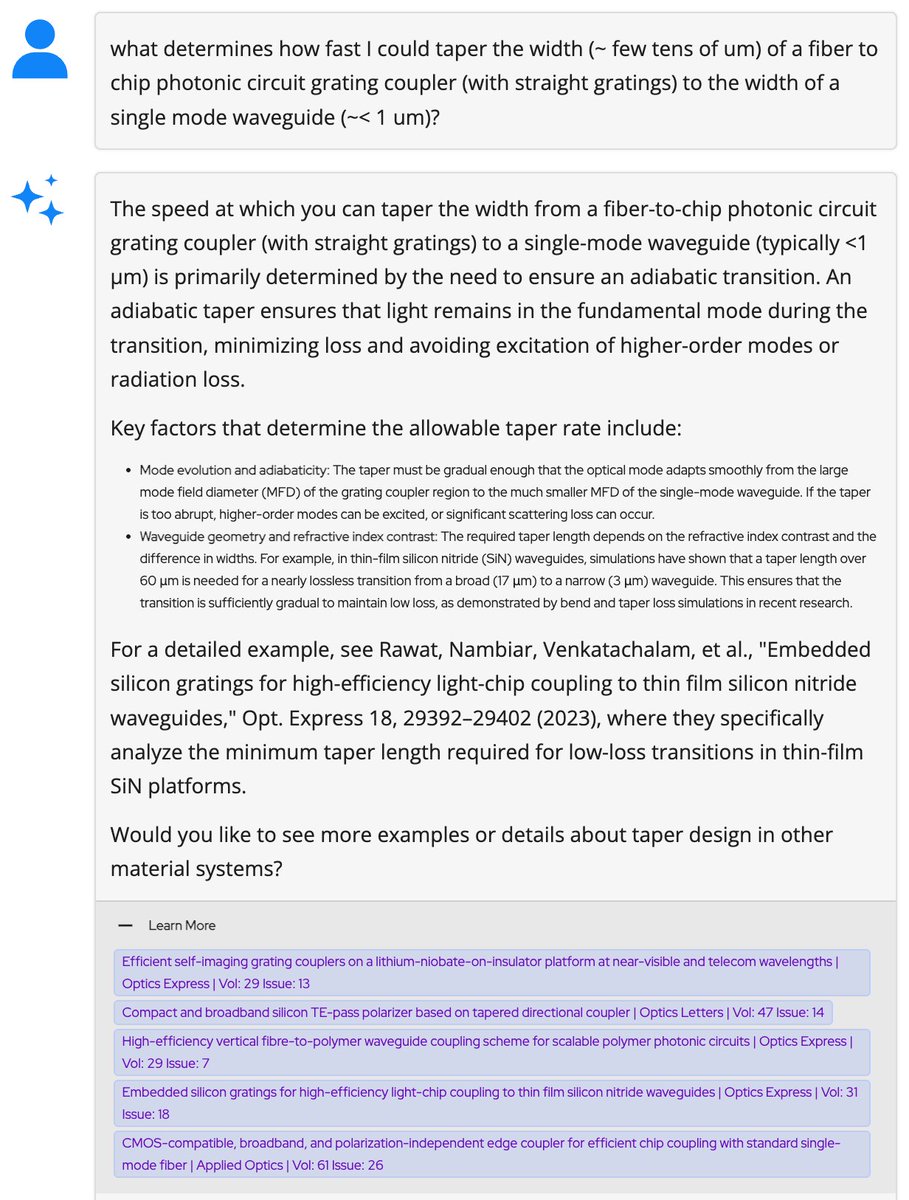 what determines how fast I could taper the width (~ few tens of um) of a fiber to
chip photonic circuit grating coupler (with straight gratings) to the width of a
single mode waveguide (~< 1 um)?
The speed at which you can taper the width from a fiber-to-chip photonic circuit
grating coupler (with straight gratings) to a single-mode waveguide (typically <1
μm) is primarily determined by the need to ensure an adiabatic transition. An
adiabatic taper ensures that light remains in the fundamental mode during the
transition, minimizing loss and avoiding excitation of higher-order modes or
radiation loss.
Key factors that determine the allowable taper rate include:
• Mode evolution and adiabaticity: The taper must be gradual enough that the optical mode adapts smoothly from the large
mode field diameter (MFD) of the grating coupler region to the much smaller MFD of the single-mode waveguide. If the taper
is too abrupt, higher-order modes can be excited, or significant scattering loss can occur.
• Waveguide geometry and refractive index contrast: The required taper length depends on the refractive index contrast and the
difference in widths. For example, in thin-film silicon nitride (SiN) waveguides, simulations have shown that a taper length over
60 μm is needed for a nearly lossless transition from a broad (17 μm) to a narrow (3 μm) waveguide. This ensures that the
transition is sufficiently gradual to maintain low loss, as demonstrated by bend and taper loss simulations in recent research.
For a detailed example, see Rawat, Nambiar, Venkatachalam, et al., "Embedded
silicon gratings for high-efficiency light-chip coupling to thin film silicon nitride
waveguides," Opt. Express 18, 29392–29402 (2023), where they specifically
analyze the minimum taper length required for low-loss transitions in thin-film
SiN platforms.
Would you like to see more examples or details about taper design in other
material systems?
— Learn More
Efficient self-imaging grating couplers on a lithium-niobate-on-insulator platform at near-visible and telecom wavelengths |
Optics Express | Vol: 29 Issue: 13
Compact and broadband silicon TE-pass polarizer based on tapered directional coupler | Optics Letters | Vol: 47 Issue: 14
High-efficiency vertical fibre-to-polymer waveguide coupling scheme for scalable polymer photonic circuits | Optics Express |
Vol: 29 Issue: 7
Embedded silicon gratings for high-efficiency light-chip coupling to thin film silicon nitride waveguides | Optics Express | Vol: 31
Issue: 18
CMOS-compatible, broadband, and polarization-independent edge coupler for efficient chip coupling with standard single-
mode fiber | Applied Optics | Vol: 61 Issue: 26